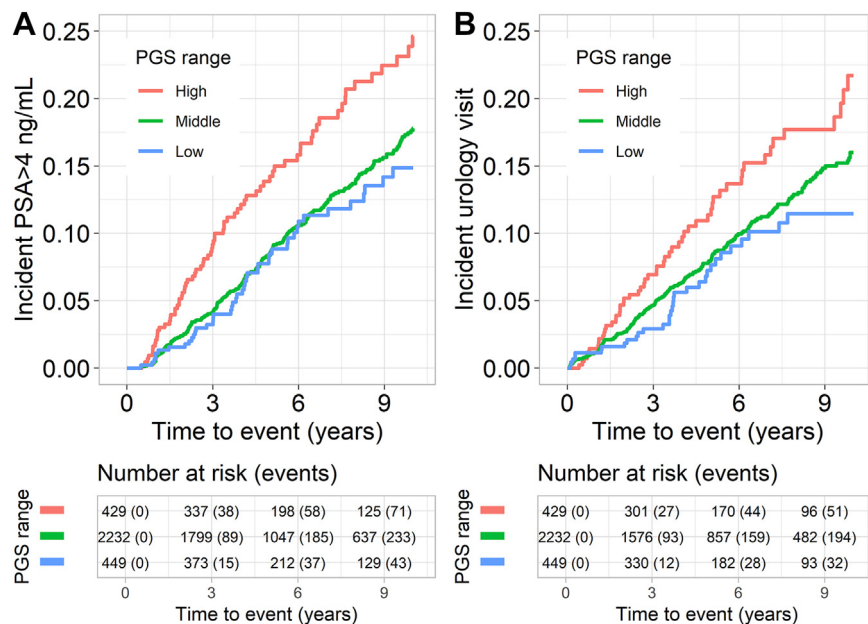 A
Incident PSA>4 ng/mL
0.25
0.20
0.15
0.10
0.05
0.00
PGS range
High
Middle
Low
0 3 6 9
Time to event (years)
Number at risk (events)
PGS range
429 (0) 337 (38) 198 (58) 125 (71)
2232 (0) 1799 (89) 1047 (185) 637 (233)
449 (0) 373 (15) 212 (37) 129 (43)
0 3 6 9
Time to event (years)
B
Incident urology visit
0.25
0.20
0.15
0.10
0.05
0.00
PGS range
High
Middle
Low
0 3 6 9
Time to event (years)
Number at risk (events)
PGS range
429 (0) 301 (27) 170 (44) 96 (51)
2232 (0) 1576 (93) 857 (159) 482 (194)
449 (0) 330 (12) 182 (28) 93 (32)
0 3 6 9
Time to event (years)